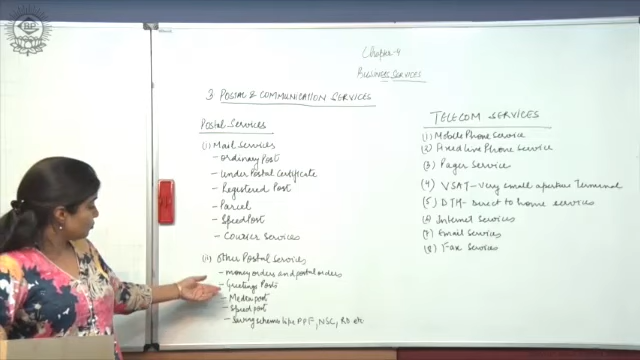 BP
Chapter-4
Business Services
3 Postal & Communication Services
Postal Services
(i) Mail Services
- ordinary Post
- Under Postal Certificate
- Registered Post
- Parcel
- Speed Post
- Courier Services
(ii) Other Postal Services
- money orders and postal orders
- Greetings Posts
- Media post
- Speed post
- Saving schemes like PPF, NSC, RD etc
TELECOM SERVICES
(1) Mobile Phone Service
(2) Fixed Line Phone Service
(3) Pager Service
(4) VSAT - Very small aperture Terminal
(5) DTH - Direct to home services
(6) Internet Services
(7) Email Services
(8) Fax Services